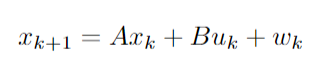 x_{k+1} = Ax_k + Bu_k + w_k